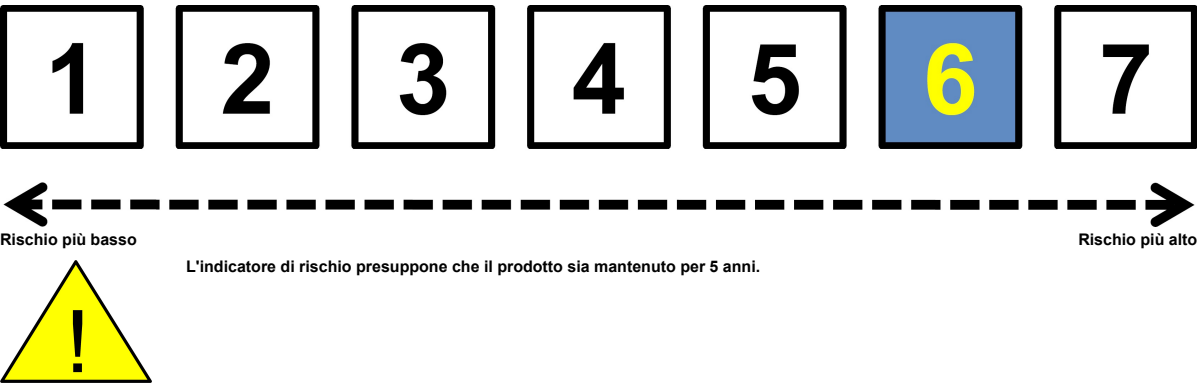 1 2 3 4 5 6 7
Rischio più basso Rischio più alto
L'indicatore di rischio presuppone che il prodotto sia mantenuto per 5 anni.
!